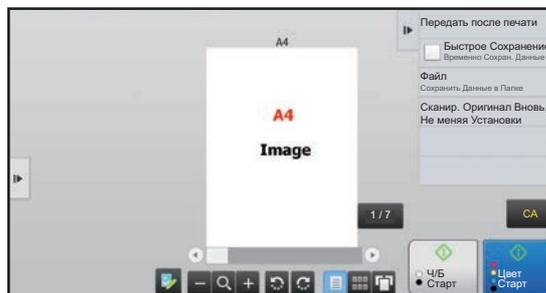 A4
A4
Image
1 / 7
Передать после печати
Быстрое Сохранение
Временно Сохран. Данные
Файл
Сохранить Данные в Папке
Сканир. Оригинал Вновь,
Не меняя Установки
CA
Ч/Б
Старт
Цвет
Старт